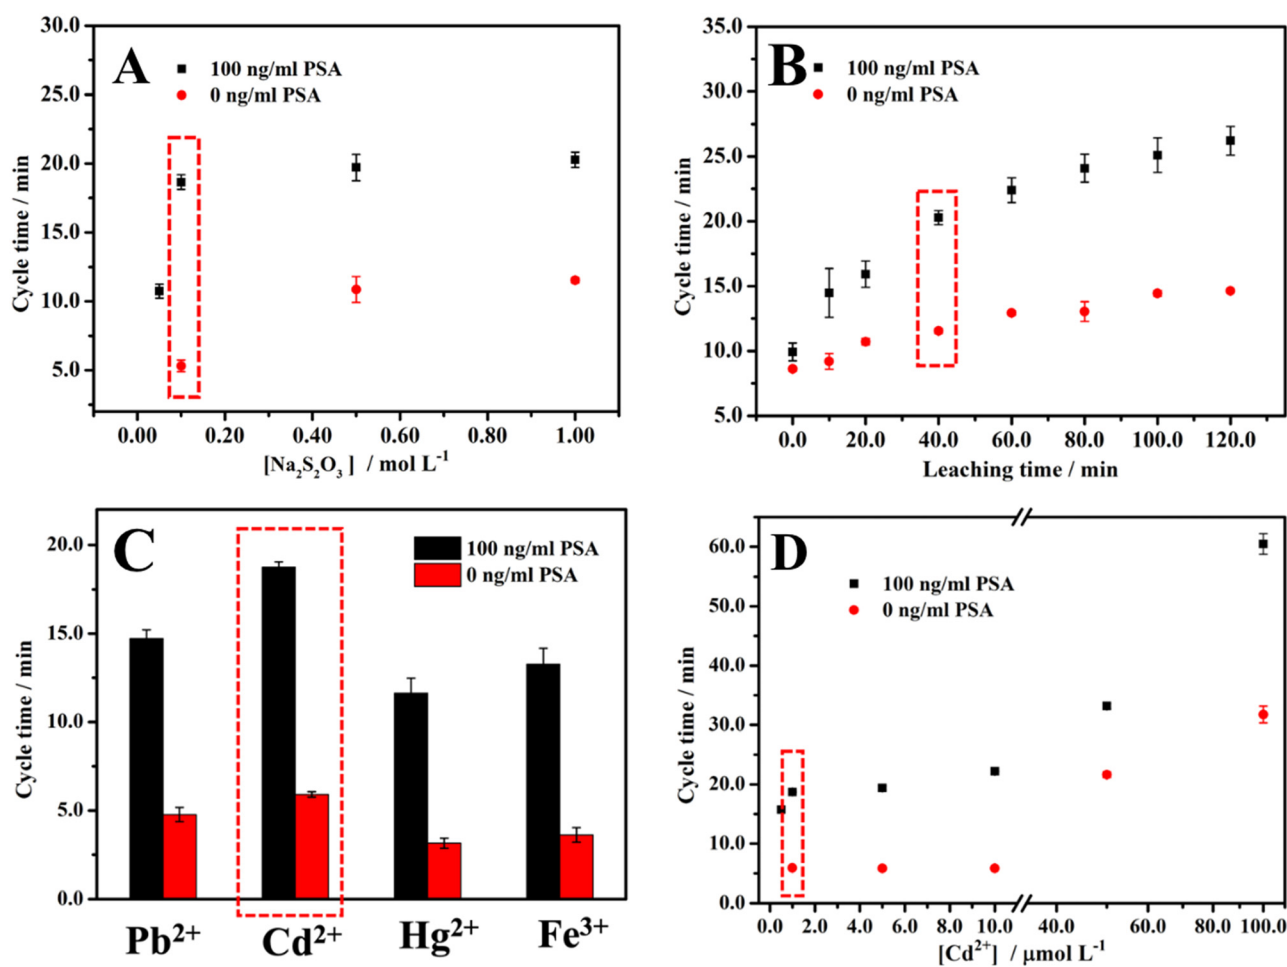 A
100 ng/ml PSA
0 ng/ml PSA
Cycle time / min
30.0
25.0
20.0
15.0
10.0
5.0
0.00 0.20 0.40 0.60 0.80 1.00
[Na₂S₂O₃] / mol L⁻¹
B
100 ng/ml PSA
0 ng/ml PSA
Cycle time / min
35.0
30.0
25.0
20.0
15.0
10.0
5.0
0.0 20.0 40.0 60.0 80.0 100.0 120.0
Leaching time / min
C
100 ng/ml PSA
0 ng/ml PSA
Cycle time / min
20.0
15.0
10.0
5.0
0.0
Pb²⁺ Cd²⁺ Hg²⁺ Fe³⁺
D
100 ng/ml PSA
0 ng/ml PSA
Cycle time / min
60.0
50.0
40.0
30.0
20.0
10.0
0.0
0.0 2.0 4.0 6.0 8.0 10.0 40.0 60.0 80.0 100.0
[Cd²⁺] / μmol L⁻¹